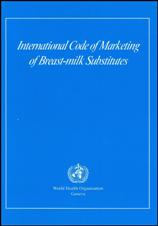 International Code of Marketing
of Breast-milk Substitutes
World Health Organization
Geneva